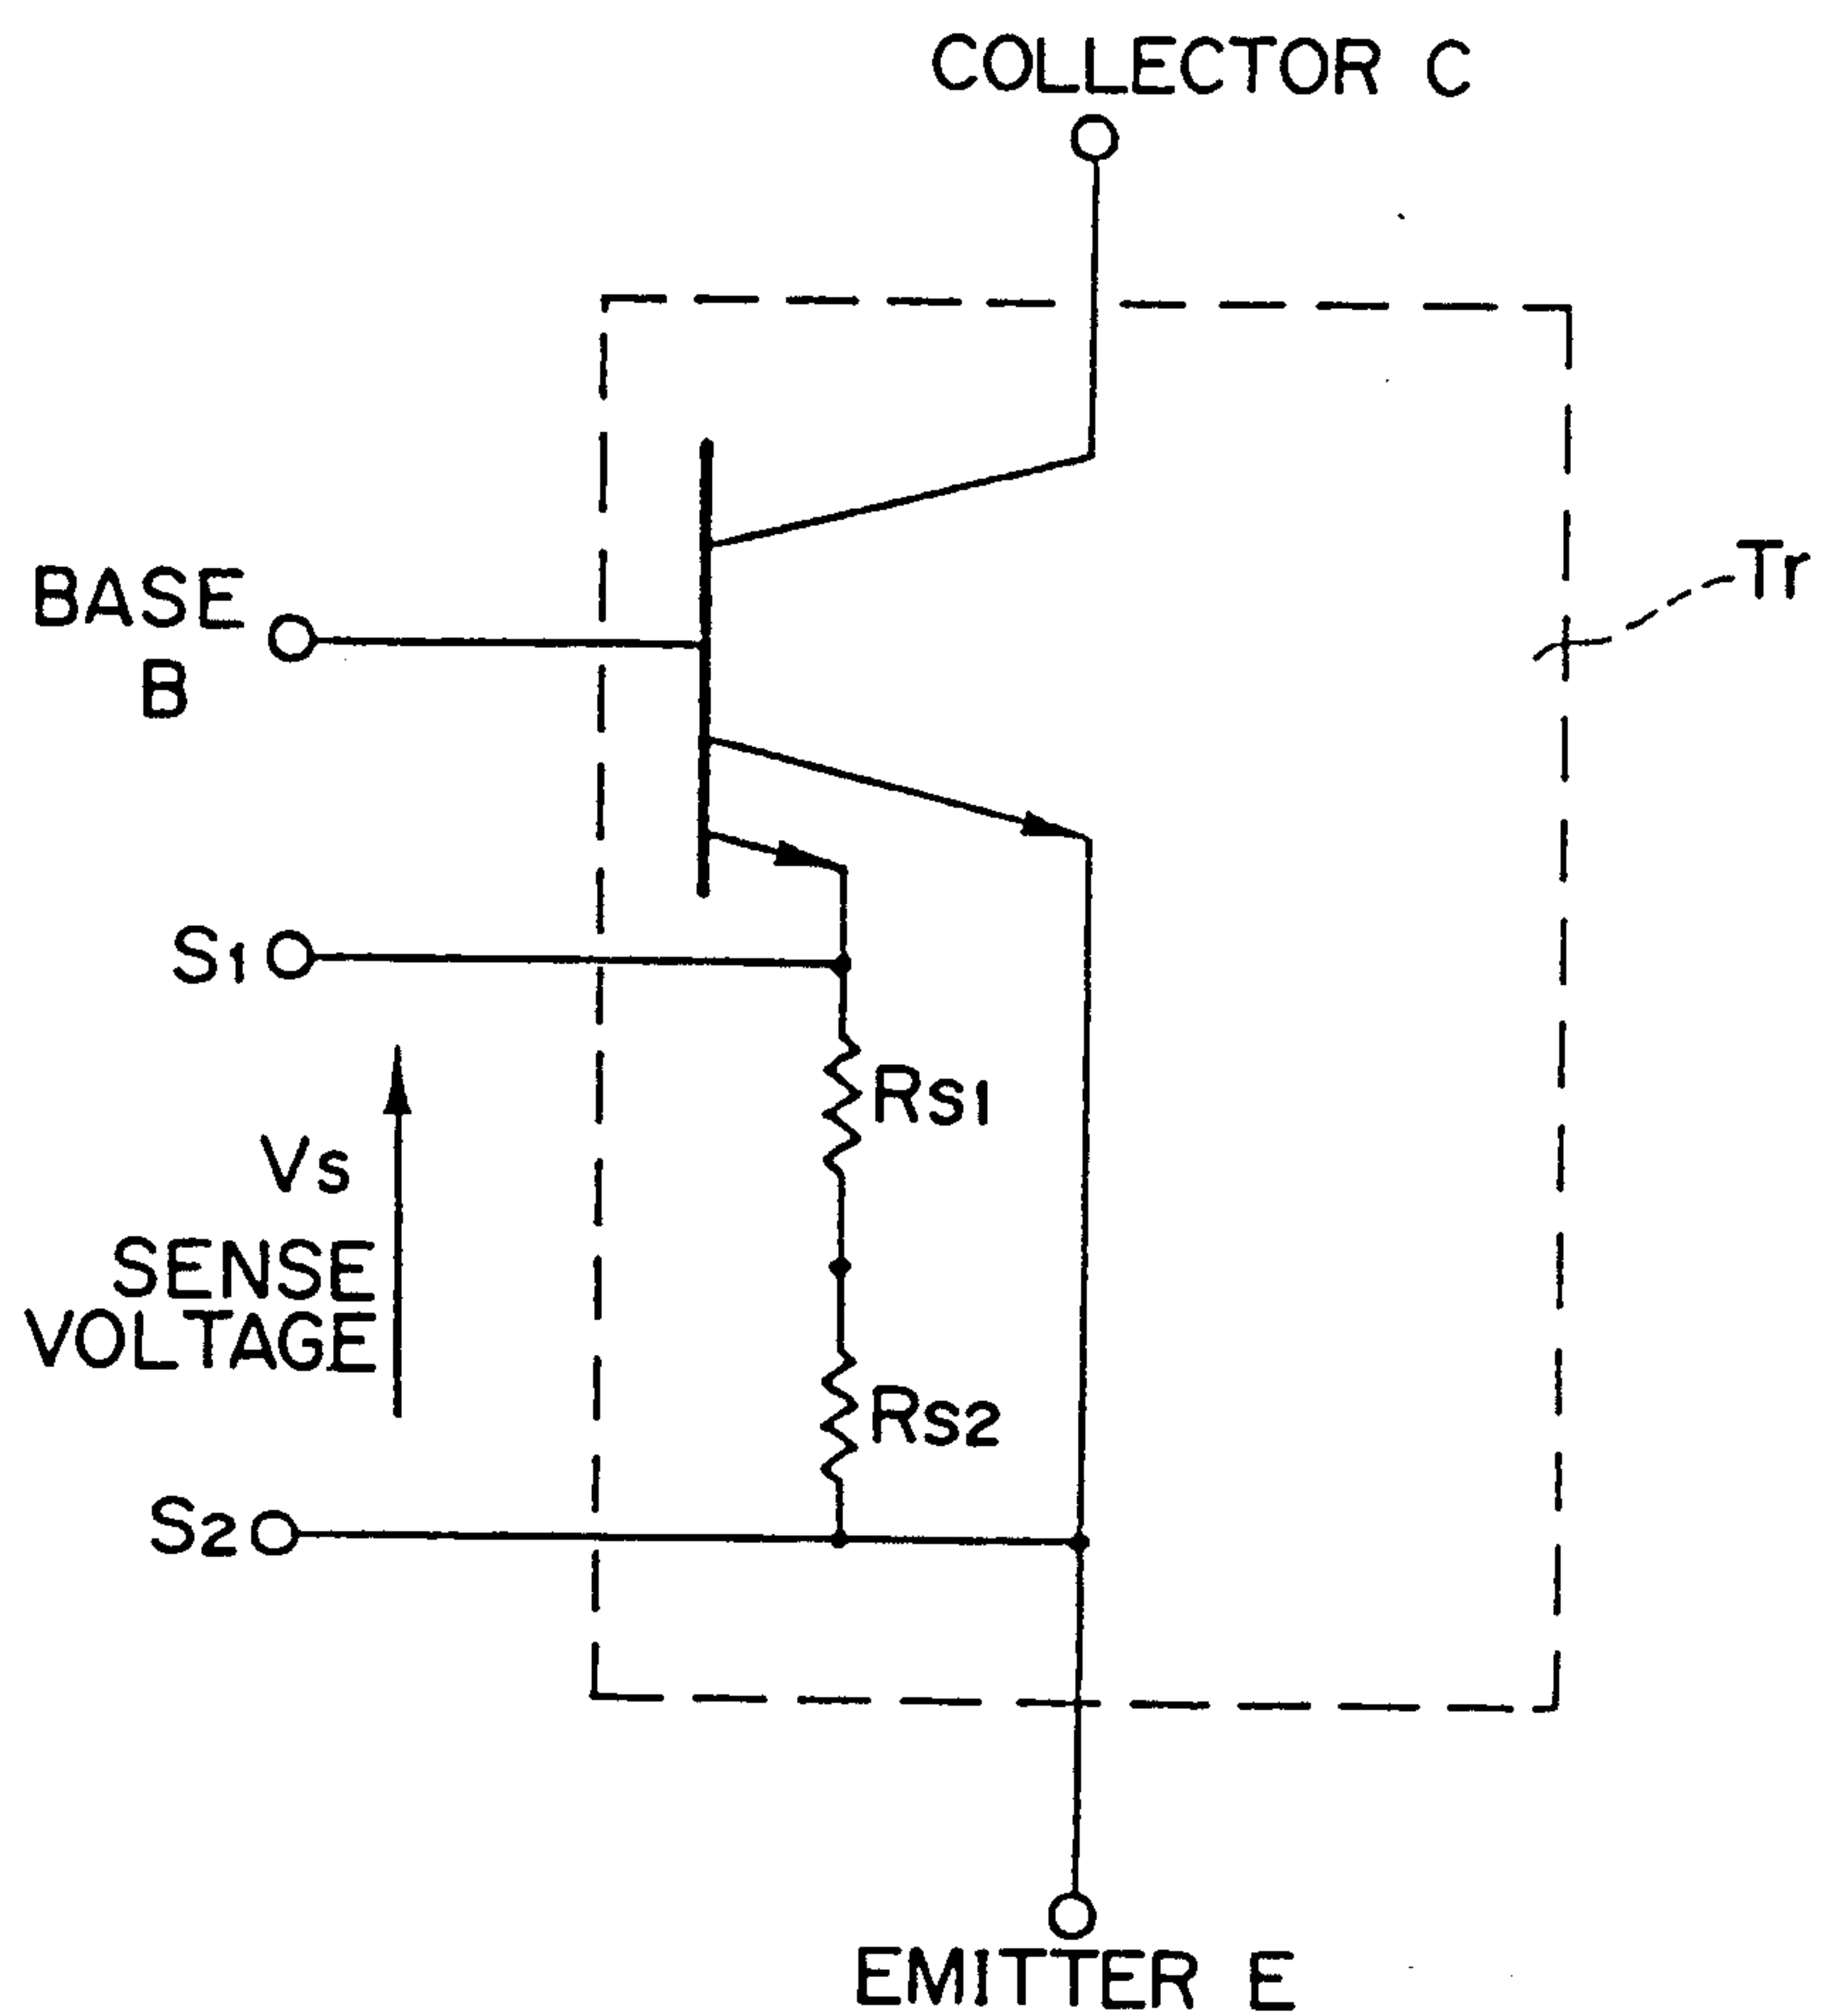 COLLECTOR C
BASE
B
Tr
S1
Rs1
Vs
SENSE
VOLTAGE
Rs2
S2
EMITTER E